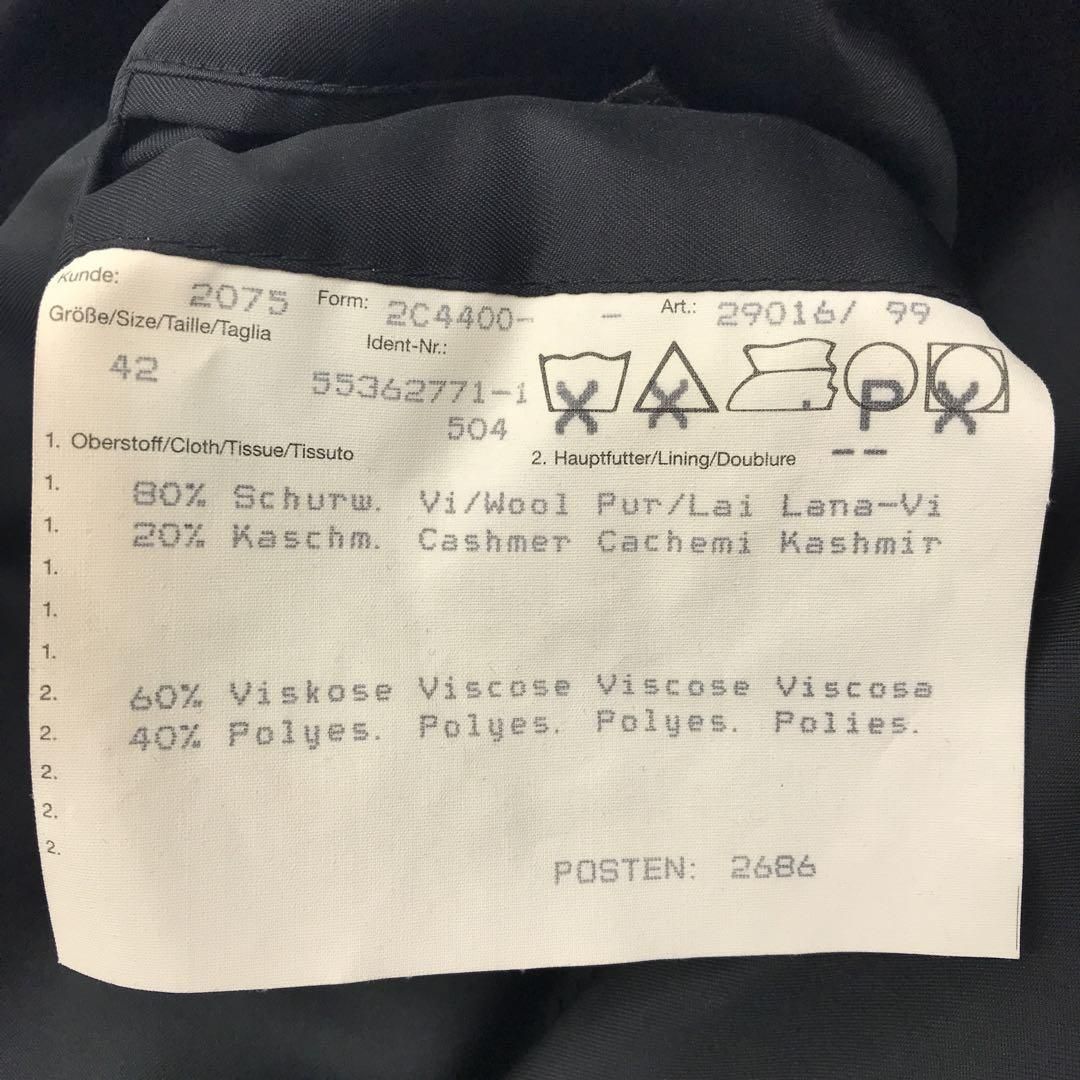 Kunde: 2075 Form: 2C4400- - Art.: 29016/ 99
Größe/Size/Taille/Taglia Ident-Nr.:
42 55362771-1
504 P
1. Oberstoff/Cloth/Tissue/Tissuto 2. Hauptfutter/Lining/Doublure
1. 80% Schurw. Vi/Wool Pur/Lai Lana-Vi
1. 20% Kaschm. Cashmer Cachemi Kashmir
1.
1.
1.
2. 60% Viskose Viscose Viscose Viscosa
2. 40% Polyes. Polyes. Polyes. Polies.
2.
2.
2.
POSTEN: 2686